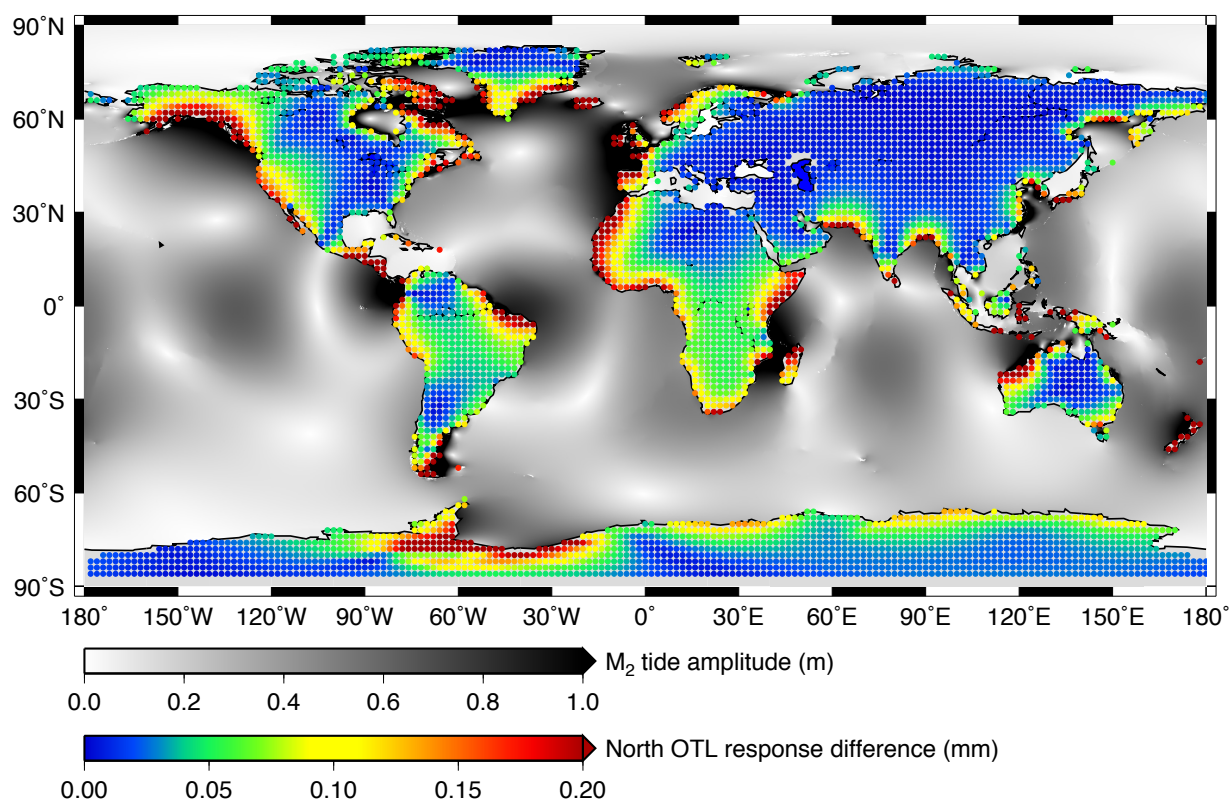 90˚N
60˚N
30˚N
0˚
30˚S
60˚S
90˚S
180˚ 150˚W 120˚W 90˚W 60˚W 30˚W 0˚ 30˚E 60˚E 90˚E 120˚E 150˚E 180˚
M₂ tide amplitude (m)
0.0 0.2 0.4 0.6 0.8 1.0
North OTL response difference (mm)
0.00 0.05 0.10 0.15 0.20